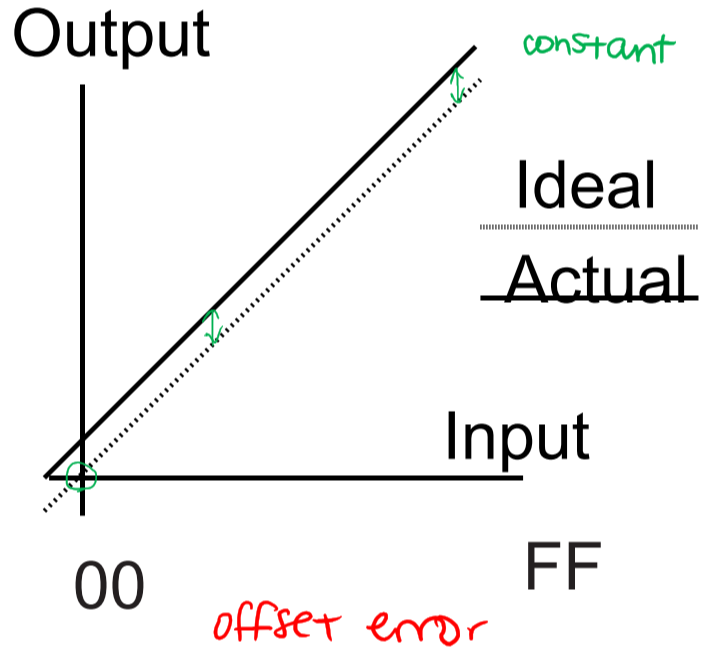 Output
constant
Ideal
Actual
Input
00
FF
offset error